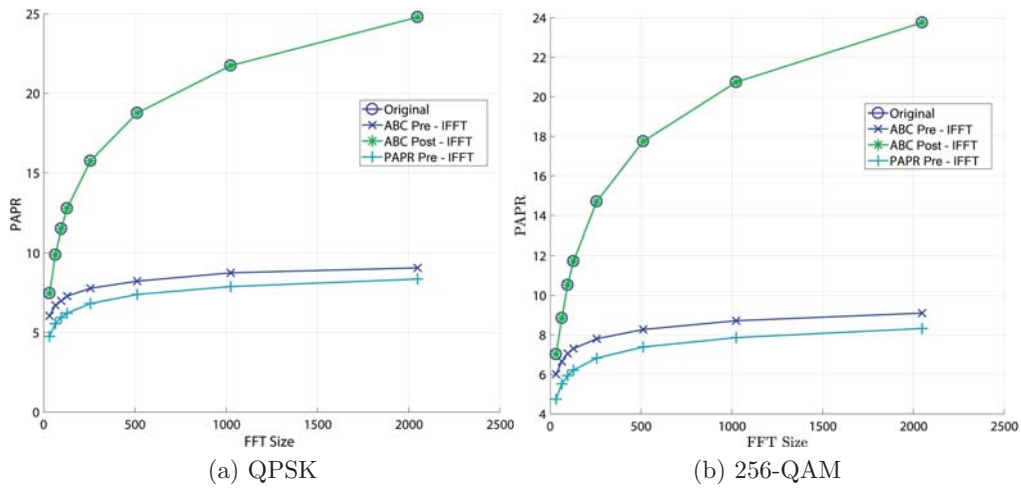 25
20
15
10
5
0
PAPR
0
500
1000
1500
2000
2500
FFT Size
Original
ABC Pre - IFFT
ABC Post - IFFT
PAPR Pre - IFFT
(a) QPSK
24
22
20
18
16
14
12
10
8
6
4
PAPR
0
500
1000
1500
2000
2500
FFT Size
Original
ABC Pre - IFFT
ABC Post - IFFT
PAPR Pre - IFFT
(b) 256-QAM